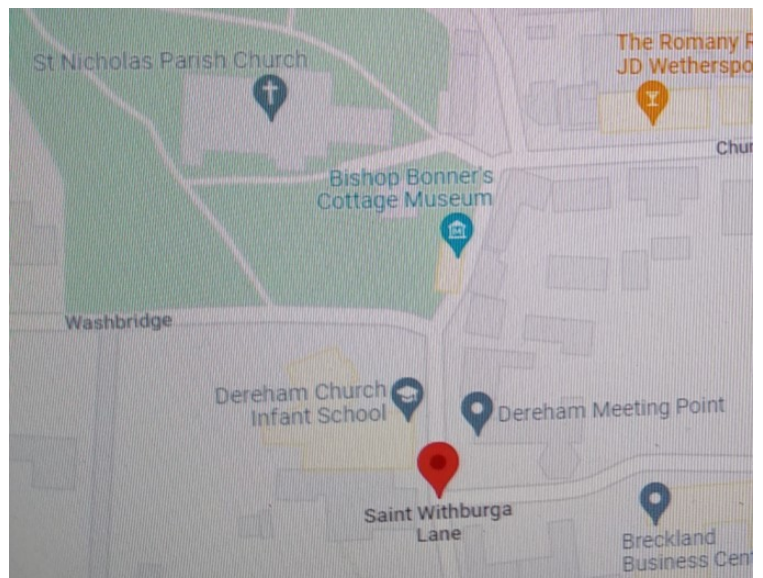 The Romany R
JD Wetherspo
St Nicholas Parish Church
Chur
Bishop Bonner's
Cottage Museum
Washbridge
Dereham Church
Infant School
Dereham Meeting Point
Saint Withburga
Lane
Breckland
Business Cen